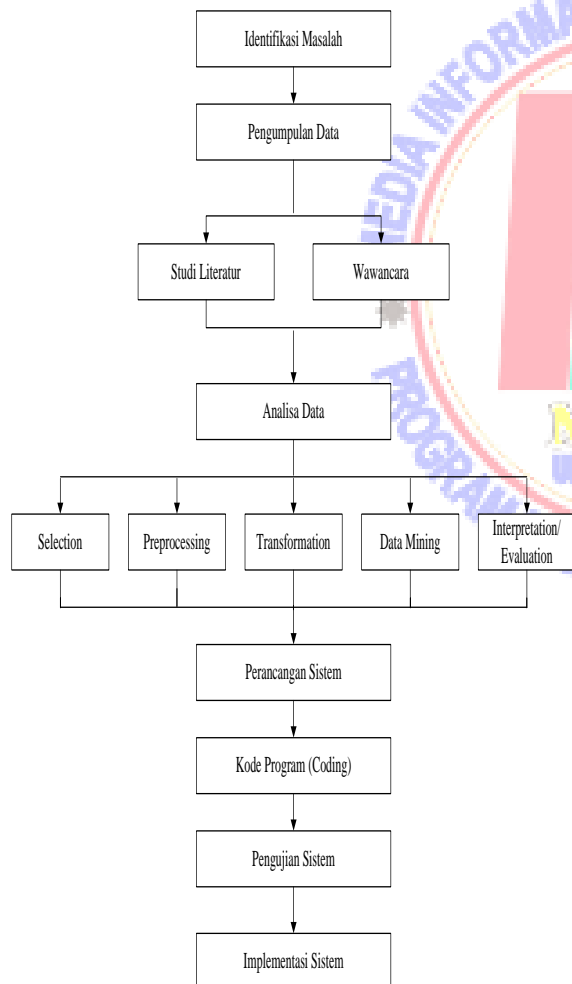 Identifikasi Masalah
Pengumpulan Data
Studi Literatur
Wawancara
Analisa Data
Selection
Preprocessing
Transformation
Data Mining
Interpretation/
Evaluation
Perancangan Sistem
Kode Program (Coding)
Pengujian Sistem
Implementasi Sistem